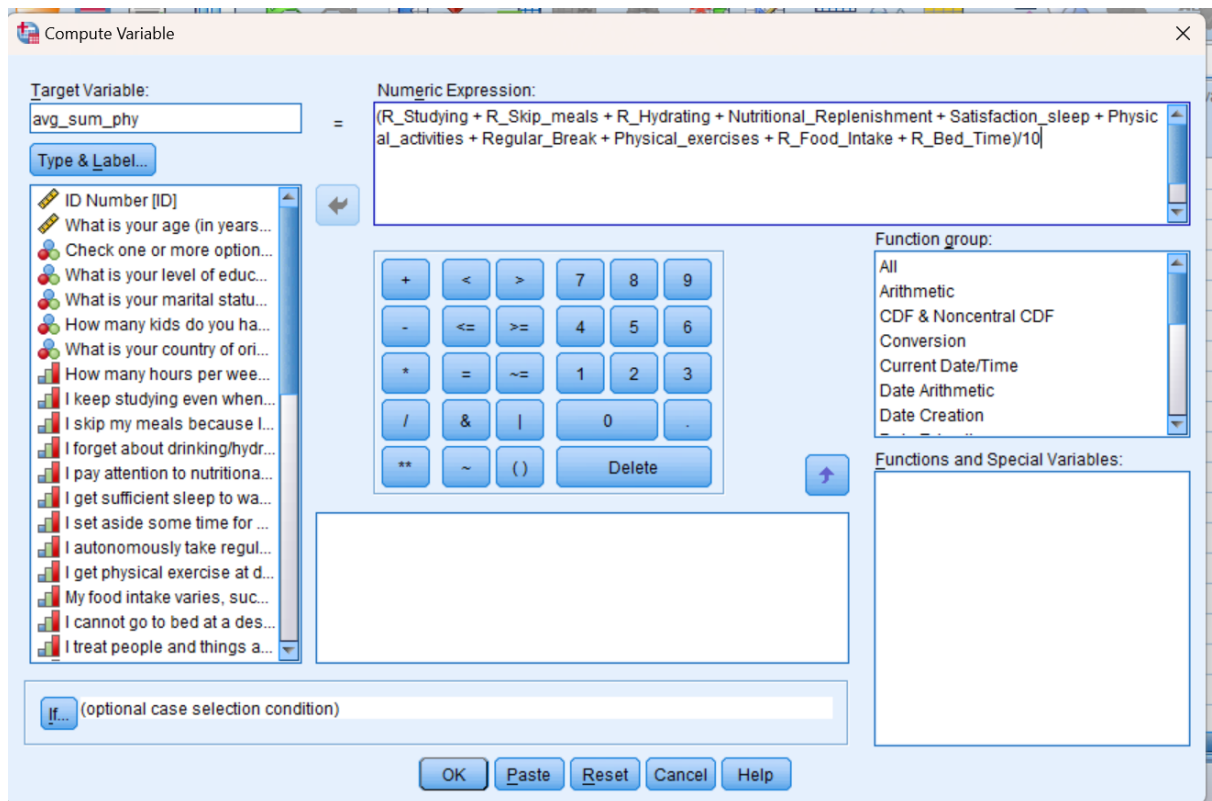 Compute Variable
Target Variable:
avg_sum_phy
=
Numeric Expression:
(R_Studying + R_Skip_meals + R_Hydrating + Nutritional_Replenishment + Satisfaction_sleep + Physic
al_activities + Regular_Break + Physical_exercises + R_Food_Intake + R_Bed_Time)/10
Type & Label...
ID Number [ID]
What is your age (in years...
Check one or more option...
What is your level of educ...
What is your marital statu...
How many kids do you ha...
What is your country of ori...
How many hours per wee...
I keep studying even when...
I skip my meals because I...
I forget about drinking/hydr...
I pay attention to nutritiona...
I get sufficient sleep to wa...
I set aside some time for ...
I autonomously take regul...
I get physical exercise at d...
My food intake varies, suc...
I cannot go to bed at a des...
I treat people and things a...
+ < > 7 8 9
- <= >= 4 5 6
* = ~= 1 2 3
/ & | 0 .
** ~ ( ) Delete
Function group:
All
Arithmetic
CDF & Noncentral CDF
Conversion
Current Date/Time
Date Arithmetic
Date Creation
Functions and Special Variables:
If... (optional case selection condition)
OK Paste Reset Cancel Help